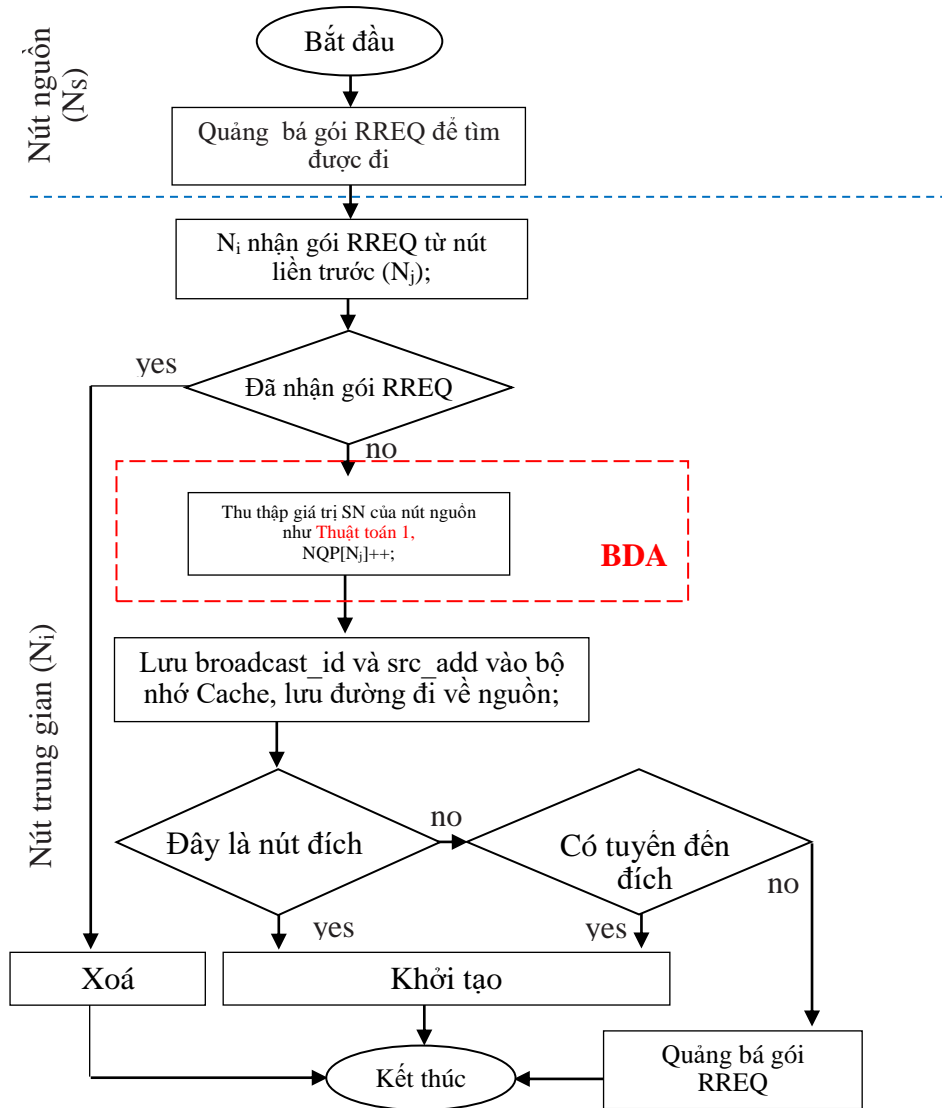 Nút nguồn
(NS)
Bắt đầu
Quảng bá gói RREQ để tìm
được đi
Ni nhận gói RREQ từ nút
liền trước (Nj);
yes
Đã nhận gói RREQ
no
Thu thập giá trị SN của nút nguồn
như Thuật toán 1,
NQP[Nj]++;
BDA
Lưu broadcast_id và src_add vào bộ
nhớ Cache, lưu đường đi về nguồn;
Nút trung gian (Ni)
Đây là nút đích
no
Có tuyến đến
đích
no
yes
yes
Xoá
Khởi tạo
Kết thúc
Quảng bá gói
RREQ